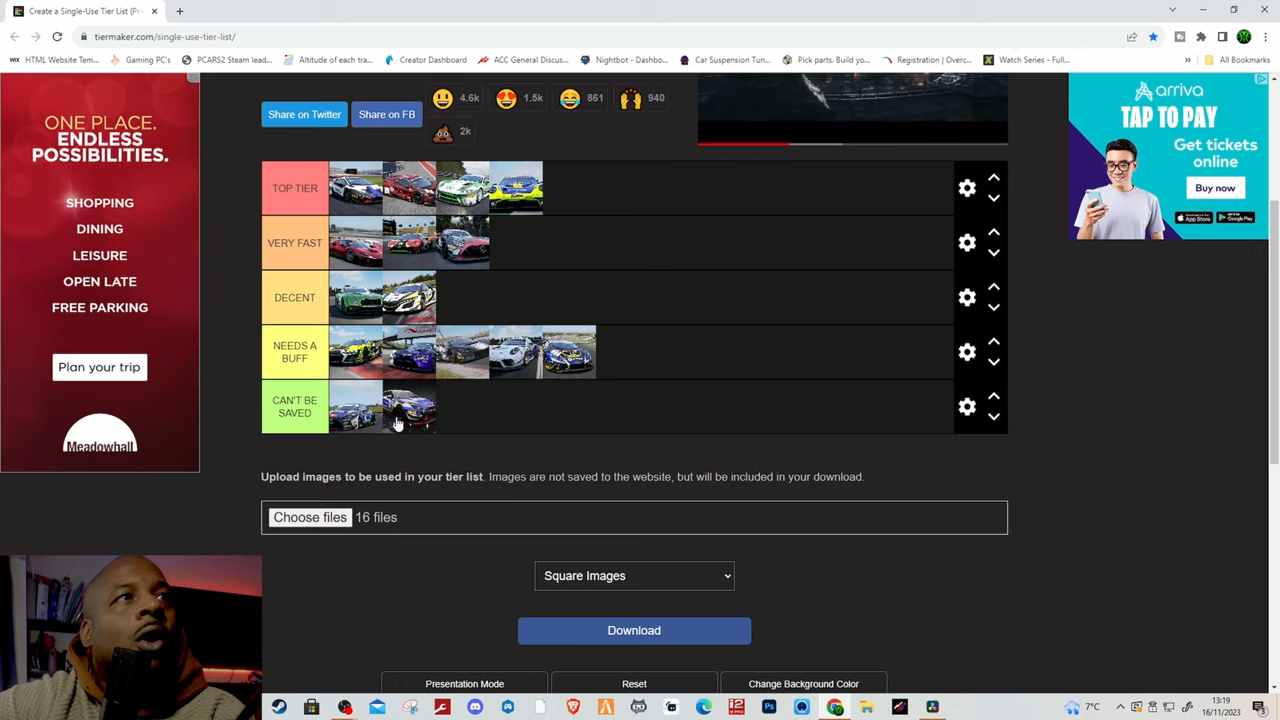 Create a Single-Use Tier List (Pr
tiermaker.com/single-use-tier-list/
HTML Website Tem...
Gaming PC's
PCARS2 Steam lead...
Altitude of each tra...
Creator Dashboard
ACC General Discus...
Nightbot - Dashbo...
Car Suspension Tun...
Pick parts. Build yo...
Registration | Overc...
Watch Series - Full...
»
All Bookmarks
ONE PLACE.
ENDLESS
POSSIBILITIES.
SHOPPING
DINING
LEISURE
OPEN LATE
FREE PARKING
Plan your trip
Meadowhall
Share on Twitter
Share on FB
4.6k
1.5k
861
940
2k
TOP TIER
VERY FAST
DECENT
NEEDS A
BUFF
CAN'T BE
SAVED
Upload images to be used in your tier list. Images are not saved to the website, but will be included in your download.
Choose files 16 files
Square Images
Download
Presentation Mode
Reset
Change Background Color
arriva
TAP TO PAY
Get tickets
online
Buy now
App Store
Google Play
7°C
13:19
16/11/2023